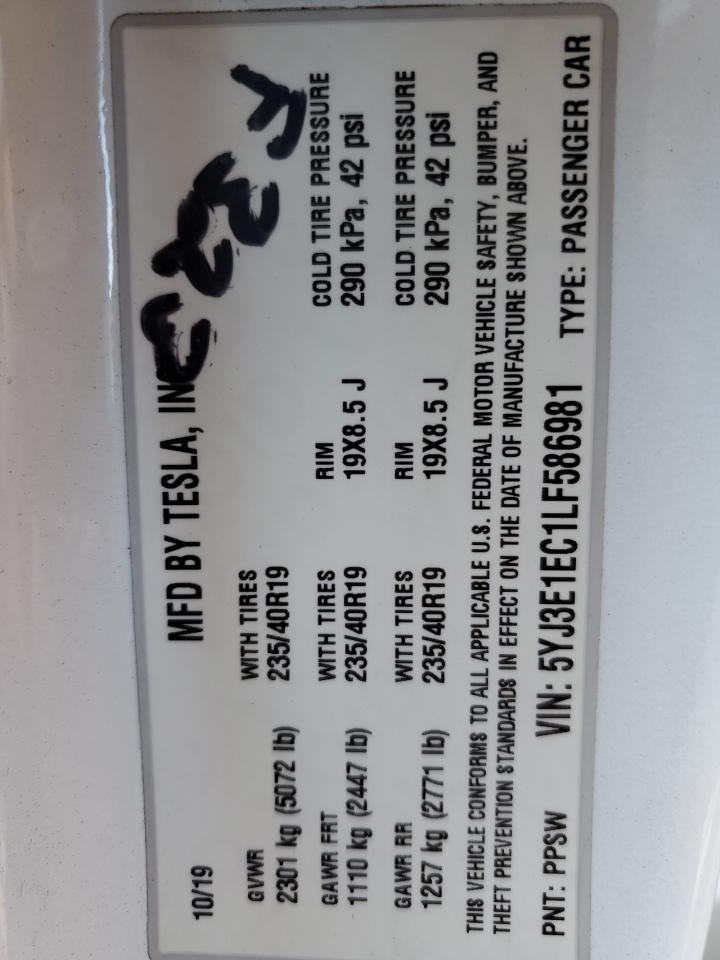 10/19 MFD BY TESLA, INC
GVWR WITH TIRES
2301 kg (5072 lb) 235/40R19
GAWR FRT WITH TIRES RIM COLD TIRE PRESSURE
1110 kg (2447 lb) 235/40R19 19X8.5 J 290 kPa, 42 psi
GAWR RR WITH TIRES RIM COLD TIRE PRESSURE
1257 kg (2771 lb) 235/40R19 19X8.5 J 290 kPa, 42 psi
THIS VEHICLE CONFORMS TO ALL APPLICABLE U.S. FEDERAL MOTOR VEHICLE SAFETY, BUMPER, AND
THEFT PREVENTION STANDARDS IN EFFECT ON THE DATE OF MANUFACTURE SHOWN ABOVE.
PNT: PPSW VIN: 5YJ3E1EC1LF586981 TYPE: PASSENGER CAR